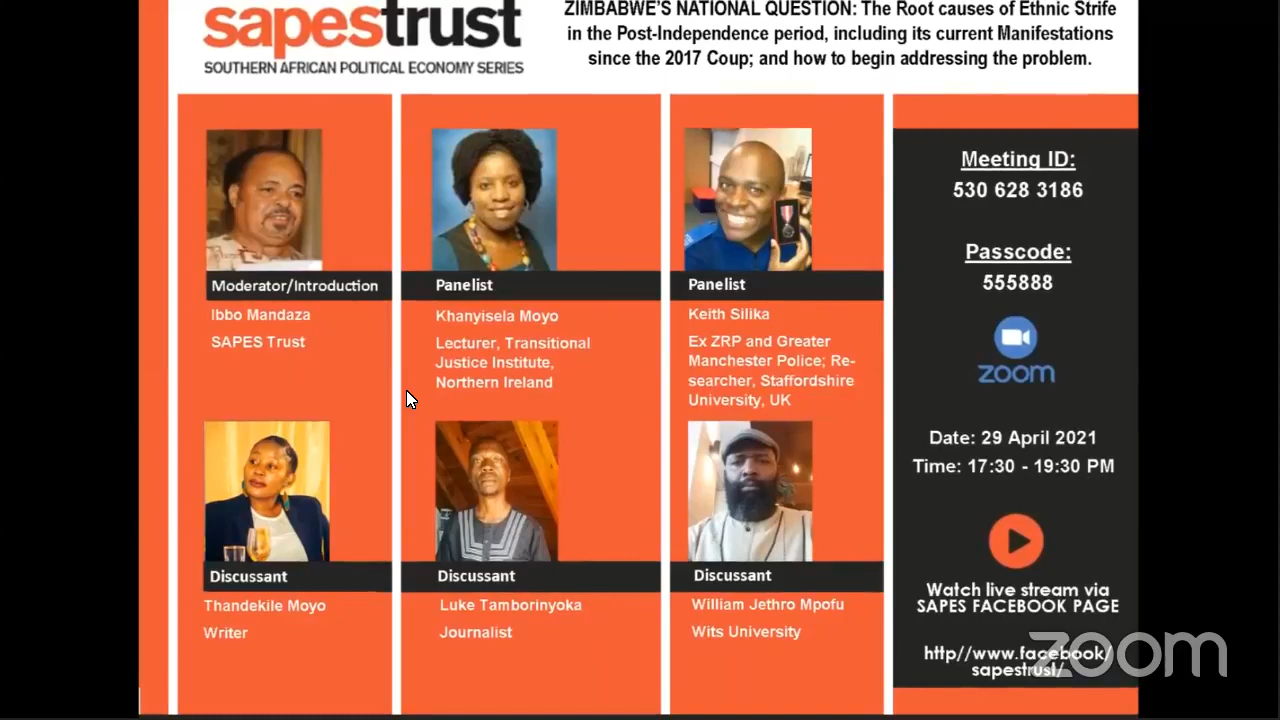 sapestrust
SOUTHERN AFRICAN POLITICAL ECONOMY SERIES
ZIMBABWE'S NATIONAL QUESTION: The Root causes of Ethnic Strife
in the Post-Independence period, including its current Manifestations
since the 2017 Coup; and how to begin addressing the problem.
Moderator/Introduction
Ibbo Mandaza
SAPES Trust
Panelist
Khanyisela Moyo
Lecturer, Transitional
Justice Institute,
Northern Ireland
Panelist
Keith Silika
Ex ZRP and Greater
Manchester Police; Re-
searcher, Staffordshire
University, UK
Discussant
Thandekile Moyo
Writer
Discussant
Luke Tamborinyoka
Journalist
Discussant
William Jethro Mpofu
Wits University
Meeting ID:
530 628 3186
Passcode:
555888
zoom
Date: 29 April 2021
Time: 17:30 - 19:30 PM
Watch live stream via
SAPES FACEBOOK PAGE
http//www.facebook/
sapestrust/
zoom